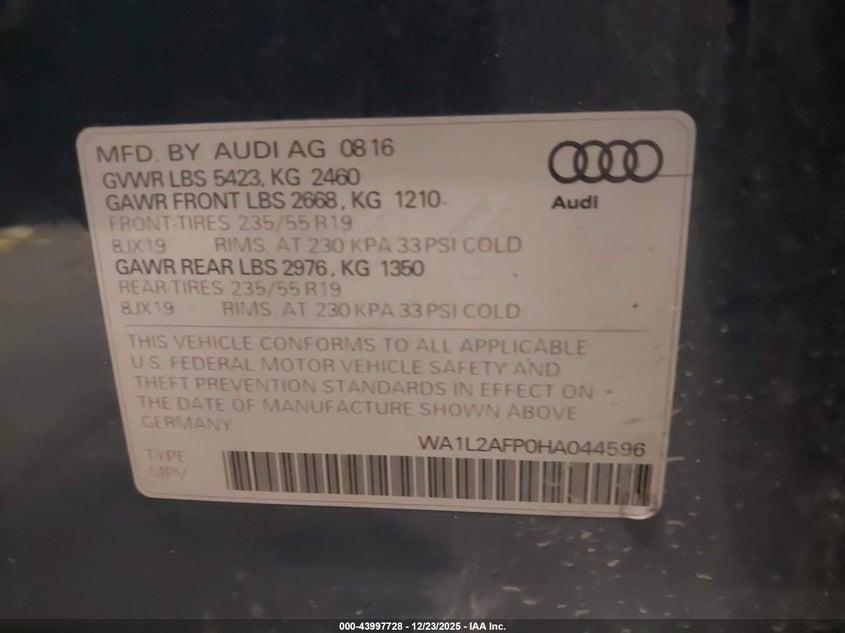 MFD. BY AUDI AG 0816
GVWR LBS 5423, KG 2460
GAWR FRONT LBS 2668, KG 1210
FRONT-TIRES 235/55 R19
8JX19 RIMS, AT 230 KPA 33 PSI COLD
GAWR REAR LBS 2976, KG 1350
REAR-TIRES 235/55 R19
8JX19 RIMS, AT 230 KPA 33 PSI COLD
Audi
THIS VEHICLE CONFORMS TO ALL APPLICABLE
U.S. FEDERAL MOTOR VEHICLE SAFETY AND
THEFT PREVENTION STANDARDS IN EFFECT ON
THE DATE OF MANUFACTURE SHOWN ABOVE
GERMANY
WA1L2AFP0HA044596
TYPE
MPV
000-43997728 - 12/23/2025 - IAA Inc.